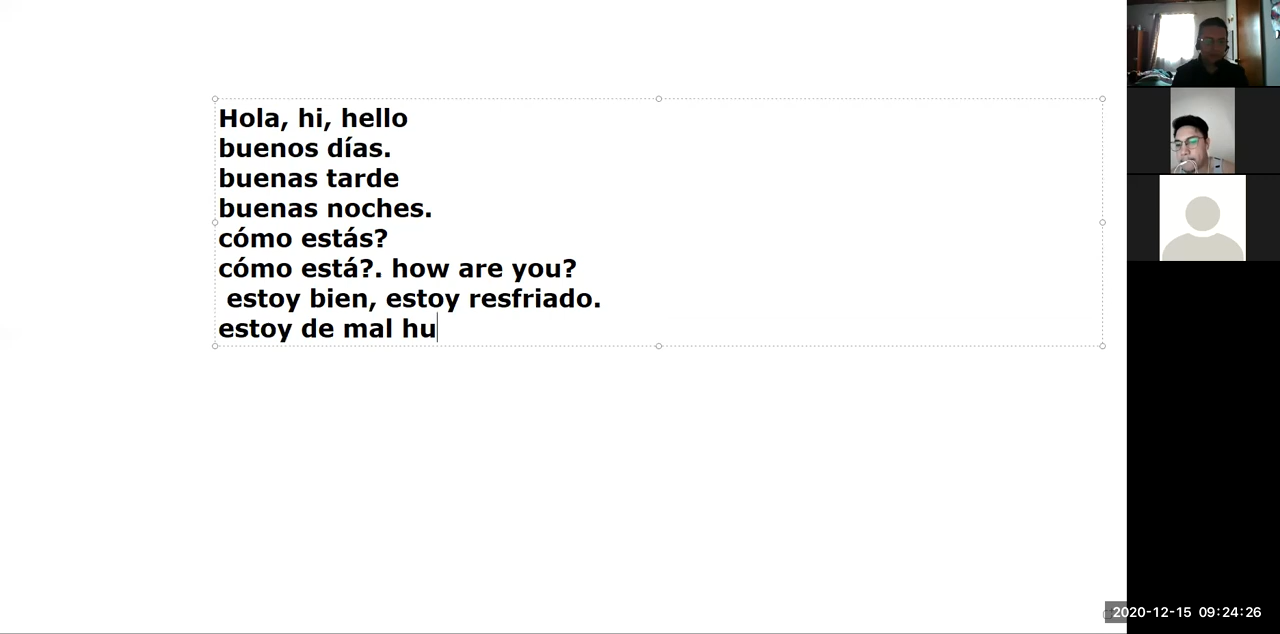 Hola, hi, hello
buenos días.
buenas tarde
buenas noches.
cómo estás?
cómo está?. how are you?
estoy bien, estoy resfriado.
estoy de mal hu
2020-12-15 09:24:26